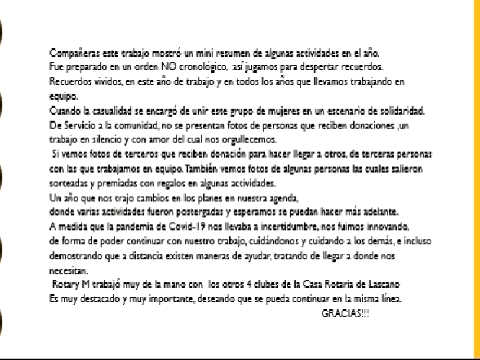 Compañeras este trabajo mostró un mini resumen de algunas actividades en el año.
Fue preparado en un orden NO cronológico, así jugamos para despertar recuerdos.
Recuerdos vividos, en este año de trabajo y en todos los años que llevamos trabajando en
equipo.
Cuando la casualidad se encargó de unir este grupo de mujeres en un escenario de solidaridad.
De Servicio a la comunidad, no se presentan fotos de personas que reciben donaciones ,un
trabajo en silencio y con amor del cual nos orgullecemos.
Si vemos fotos de terceros que reciben donación para hacer llegar a otros, de terceras personas
con las que trabajamos en equipo. También vemos fotos de algunas personas las cuales salieron
sorteadas y premiadas con regalos en algunas actividades.
Un año que nos trajo cambios en los planes en nuestra agenda,
donde varias actividades fueron postergadas y esperamos se puedan hacer más adelante.
A medida que la pandemia de Covid-19 nos llevaba a incertidumbre, nos fuimos innovando,
de forma de poder continuar con nuestro trabajo, cuidándonos y cuidando a los demás, e incluso
demostrando que a distancia existen maneras de ayudar, tratando de llegar a donde nos
necesitan.
Rotary M trabajó muy de la mano con los otros 4 clubes de la Casa Rotaria de Lascano
Es muy destacado y muy importante, deseando que se pueda continuar en la misma línea.
GRACIAS!!!